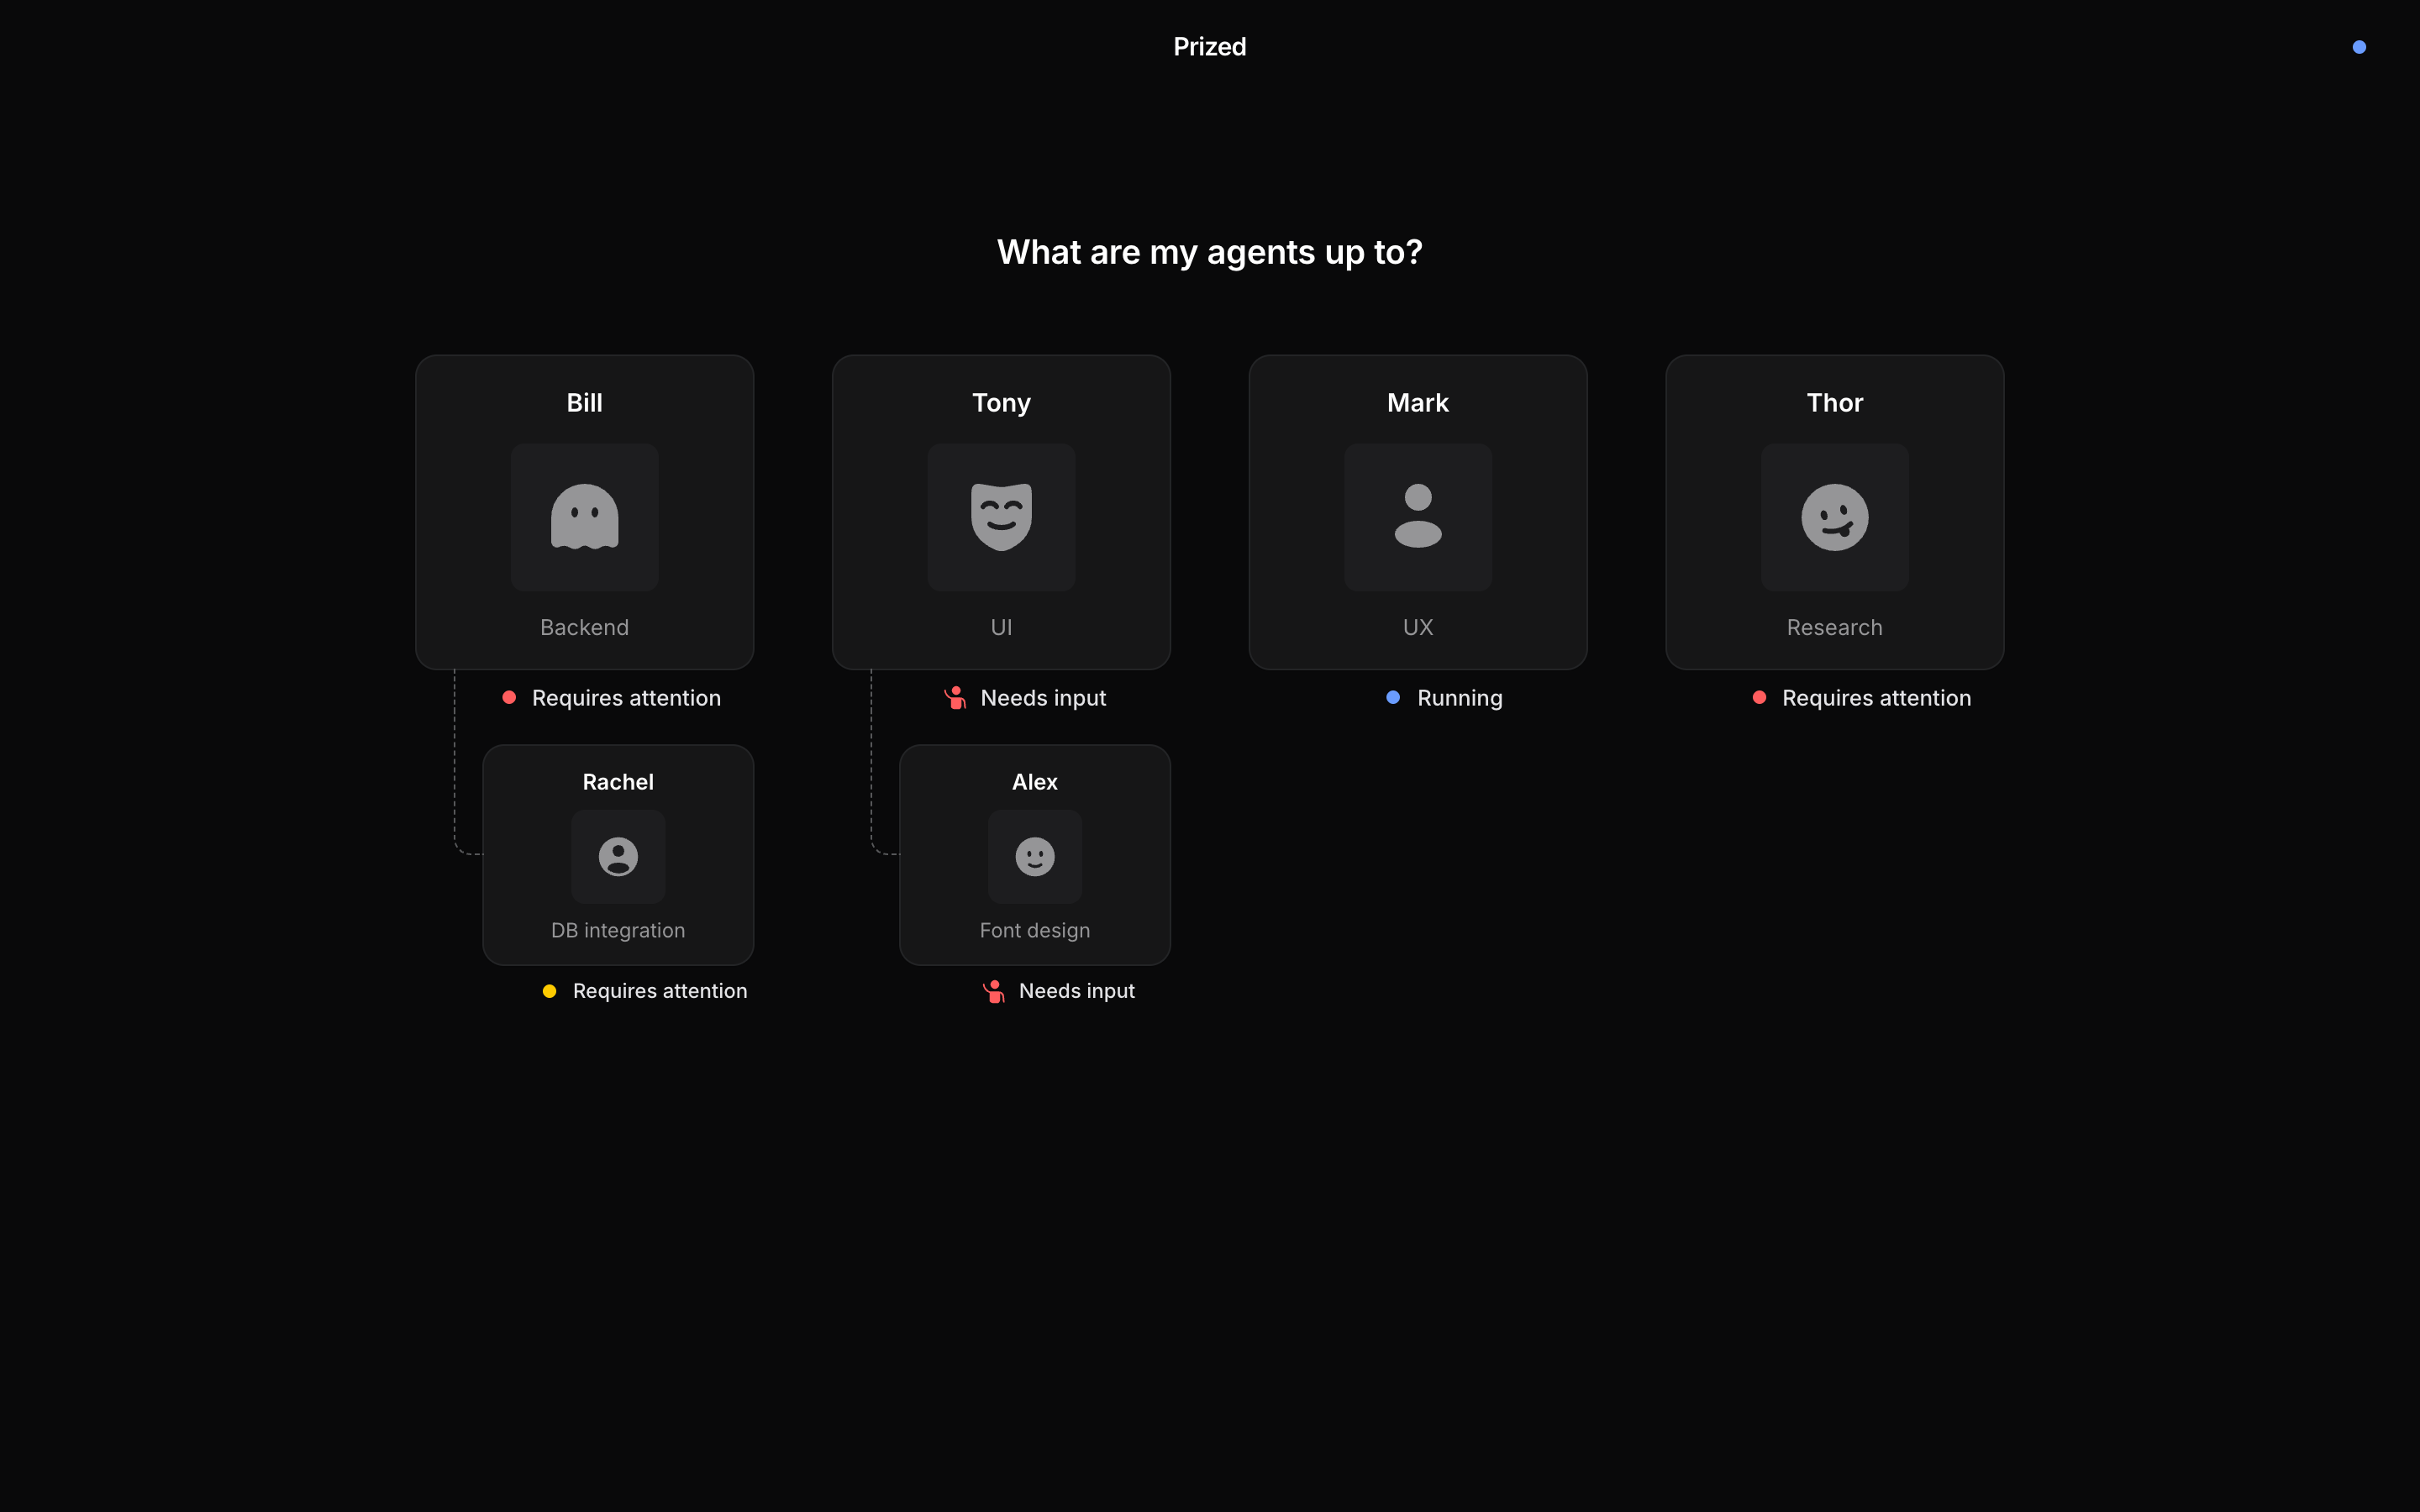 Prized
What are my agents up to?
Bill
Backend
Requires attention
Rachel
DB integration
Requires attention
Tony
UI
Needs input
Alex
Font design
Needs input
Mark
UX
Running
Thor
Research
Requires attention